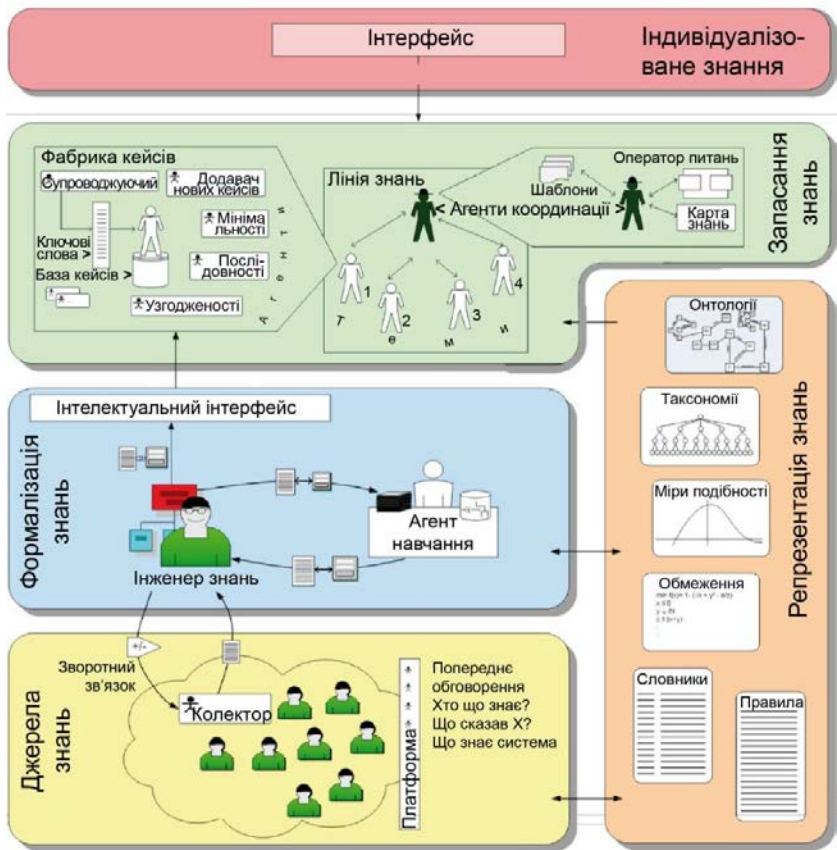 Інтерфейс
Індивідуалізо-
ване знання
Фабрика кейсів
Супроводжуючий
Додавач
нових кейсів
Мініма
льності
Послі-
довності
Узгодженості
Ключові
слова >
База кейсів >
Агенти
Лінія знань
< Агенти координації >
Шаблони
Оператор питань
Карта
знань
1
2
3
4
Теми
Запасання
знань
Інтелектуальний інтерфейс
Формалізація
знань
Інженер знань
Агент
навчання
Онтології
Таксономії
Міри подібності
Обмеження
Словники
Правила
Репрезентація знань
+/-
Зворотний
зв’язок
Колектор
Платформа
Попереднє
обговорення
Хто що знає?
Що сказав X?
Що знає система
Джерела
знань